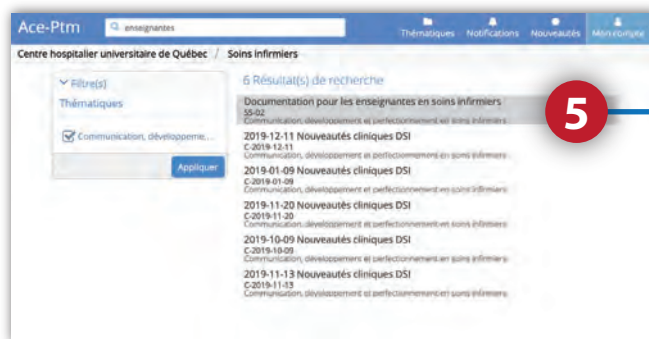 Ace-Ptm
enseignantes
Thématiques Notifications Nouveautés Mon compte
Centre hospitalier universitaire de Québec / Soins infirmiers
Filtre(s)
Thématiques
Communication, développeme...
Appliquer
6 Résultat(s) de recherche
Documentation pour les enseignantes en soins infirmiers
SS-02
Communication, développement et perfectionnement en soins infirmiers
2019-12-11 Nouveautés cliniques DSI
C-2019-12-11
Communication, développement et perfectionnement en soins infirmiers
2019-01-09 Nouveautés cliniques DSI
C-2019-01-09
Communication, développement et perfectionnement en soins infirmiers
2019-11-20 Nouveautés cliniques DSI
C-2019-11-20
Communication, développement et perfectionnement en soins infirmiers
2019-10-09 Nouveautés cliniques DSI
C-2019-10-09
Communication, développement et perfectionnement en soins infirmiers
2019-11-13 Nouveautés cliniques DSI
C-2019-11-13
Communication, développement et perfectionnement en soins infirmiers
5